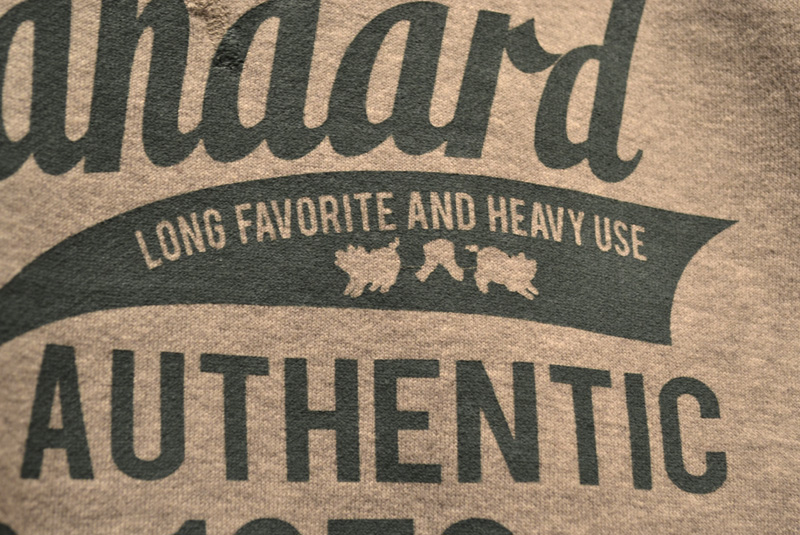 andard
LONG FAVORITE AND HEAVY USE
AUTHENTIC